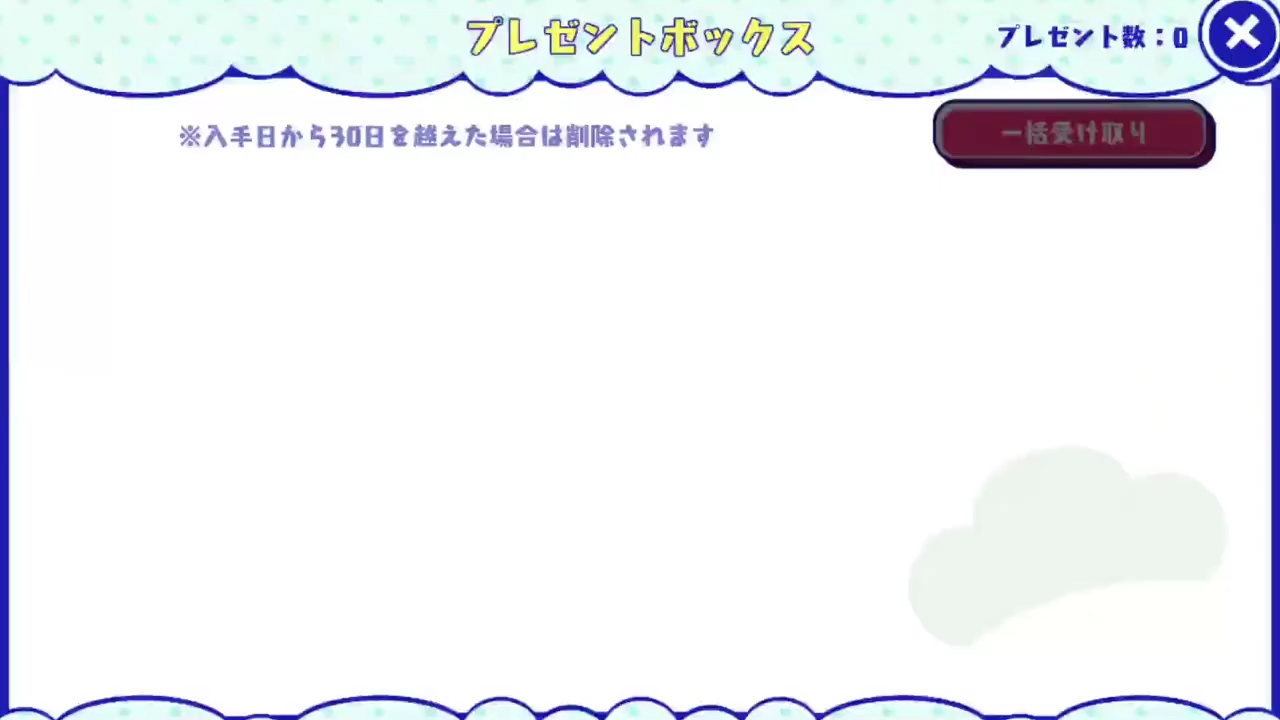 プレゼントボックス
プレゼント数：0
※入手日から30日を越えた場合は削除されます
一括受け取り